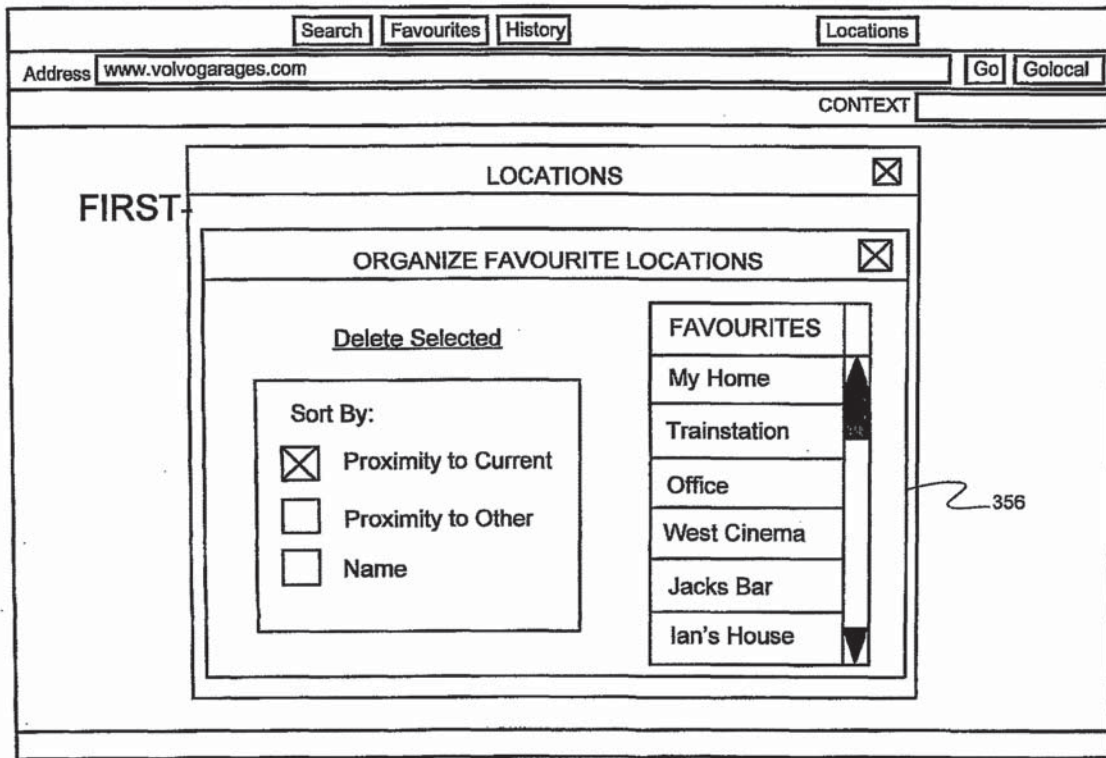 Search Favourites History Locations
Address www.volvogarages.com Go Golocal
CONTEXT
LOCATIONS
FIRST-
ORGANIZE FAVOURITE LOCATIONS
Delete Selected
Sort By:
Proximity to Current
Proximity to Other
Name
FAVOURITES
My Home
Trainstation
Office
West Cinema
Jacks Bar
Ian's House
356